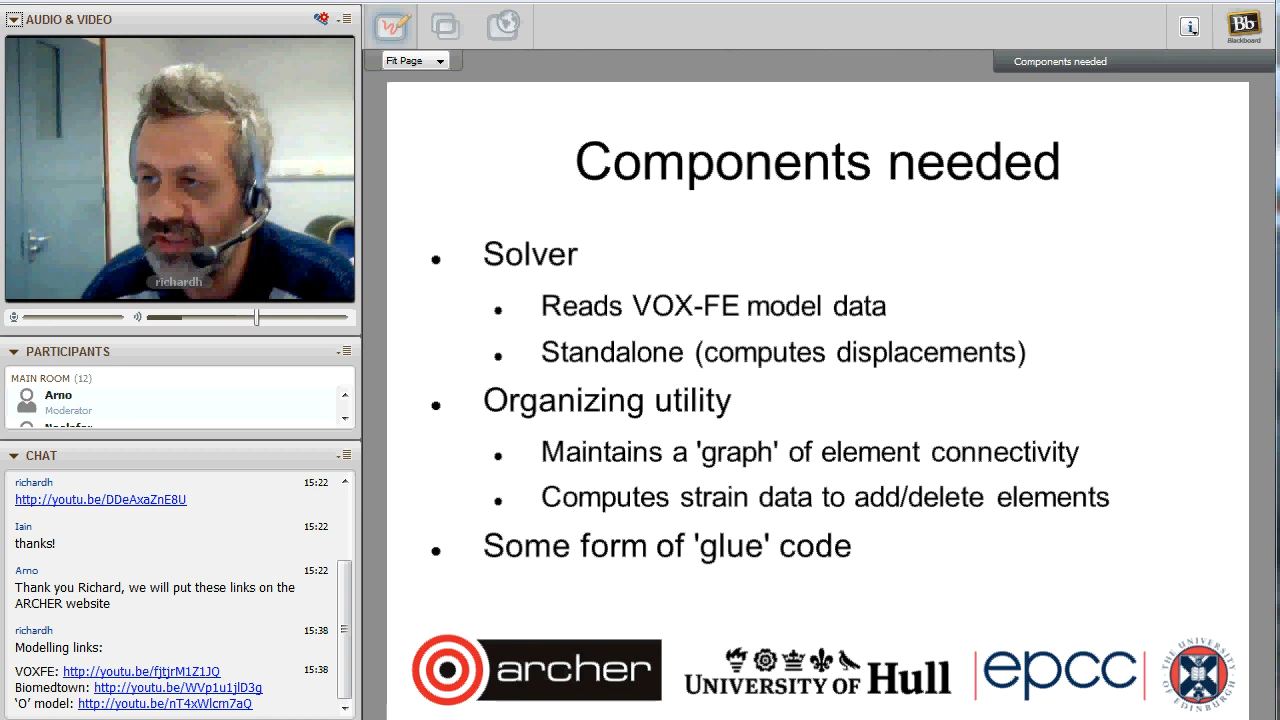 AUDIO & VIDEO
richardh
PARTICIPANTS
MAIN ROOM (12)
Arno
Moderator
CHAT
richardh 15:22
http://youtu.be/DDeAxaZnE8U
Iain 15:22
thanks!
Arno 15:22
Thank you Richard, we will put these links on the
ARCHER website
richardh 15:38
Modelling links:
VOXFE: http://youtu.be/fjtjrM1Z1JQ 15:38
Biomedtown: http://youtu.be/WVp1u1jlD3g
'O' model: http://youtu.be/nT4xWlcm7aQ
Fit Page
Bb
Blackboard
Components needed
Components needed
Solver
Reads VOX-FE model data
Standalone (computes displacements)
Organizing utility
Maintains a 'graph' of element connectivity
Computes strain data to add/delete elements
Some form of 'glue' code
archer
UNIVERSITY OF Hull
epcc
THE UNIVERSITY
OF EDINBURGH